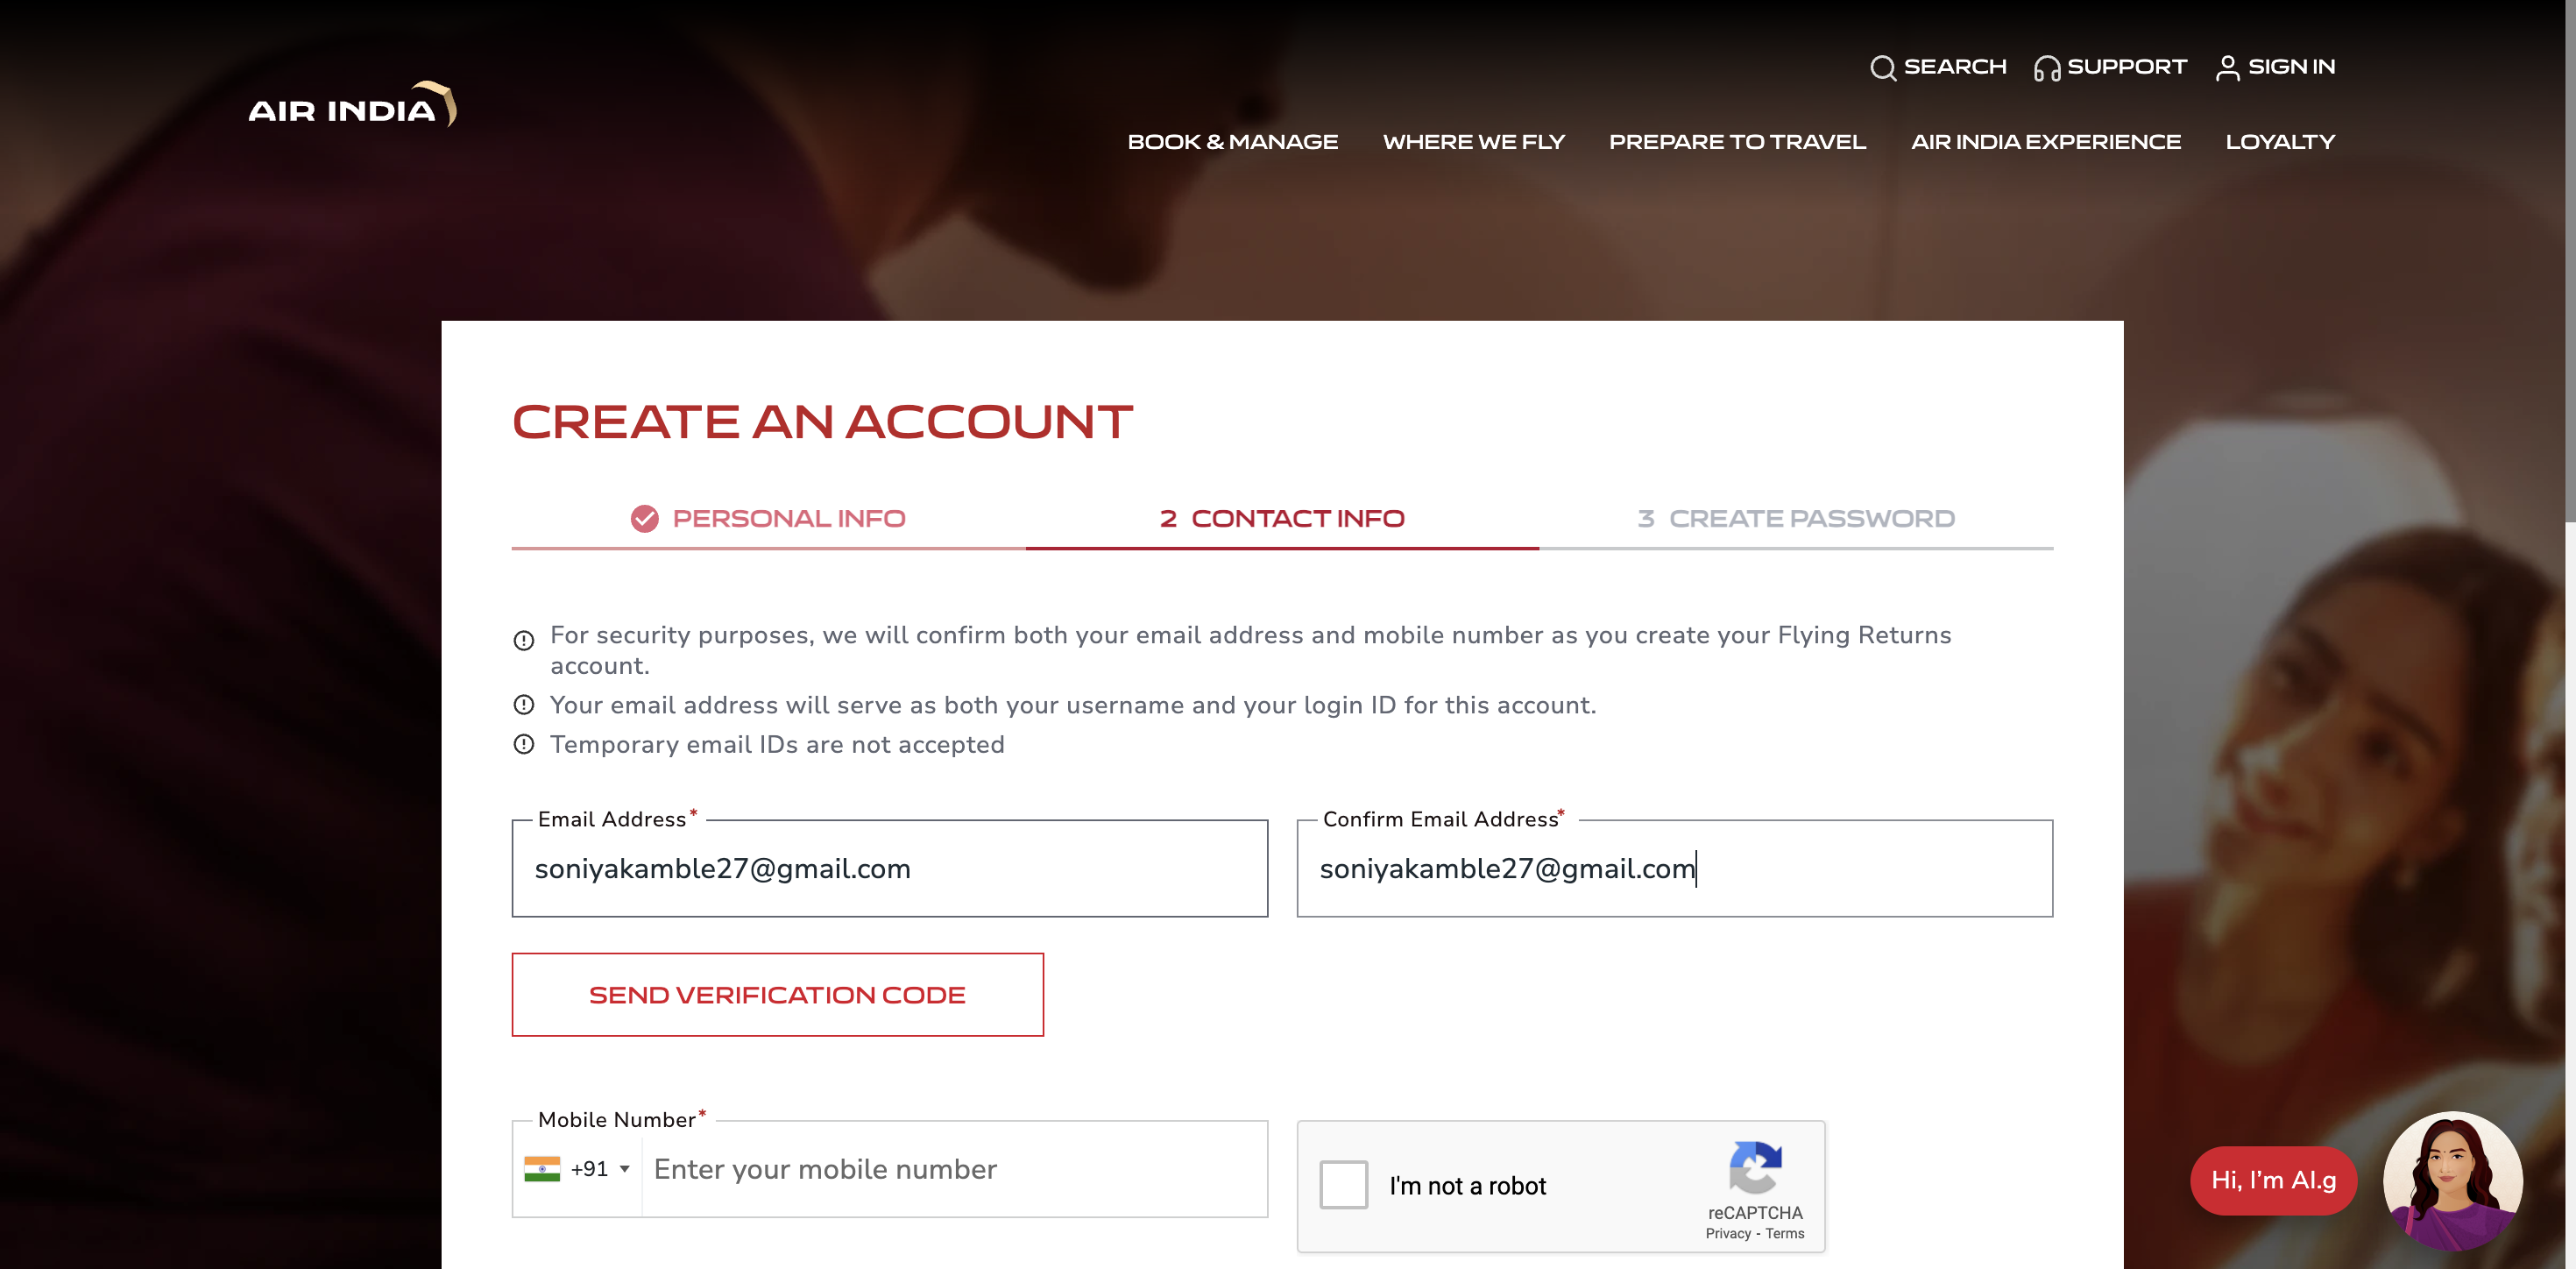 AIR INDIA
SEARCH SUPPORT SIGN IN
BOOK & MANAGE WHERE WE FLY PREPARE TO TRAVEL AIR INDIA EXPERIENCE LOYALTY
CREATE AN ACCOUNT
PERSONAL INFO 2 CONTACT INFO 3 CREATE PASSWORD
For security purposes, we will confirm both your email address and mobile number as you create your Flying Returns
account.
Your email address will serve as both your username and your login ID for this account.
Temporary email IDs are not accepted
Email Address* Confirm Email Address*
soniyakamble27@gmail.com soniyakamble27@gmail.com
SEND VERIFICATION CODE
Mobile Number*
+91 Enter your mobile number
I'm not a robot
reCAPTCHA
Privacy - Terms
Hi, I'm AI.g